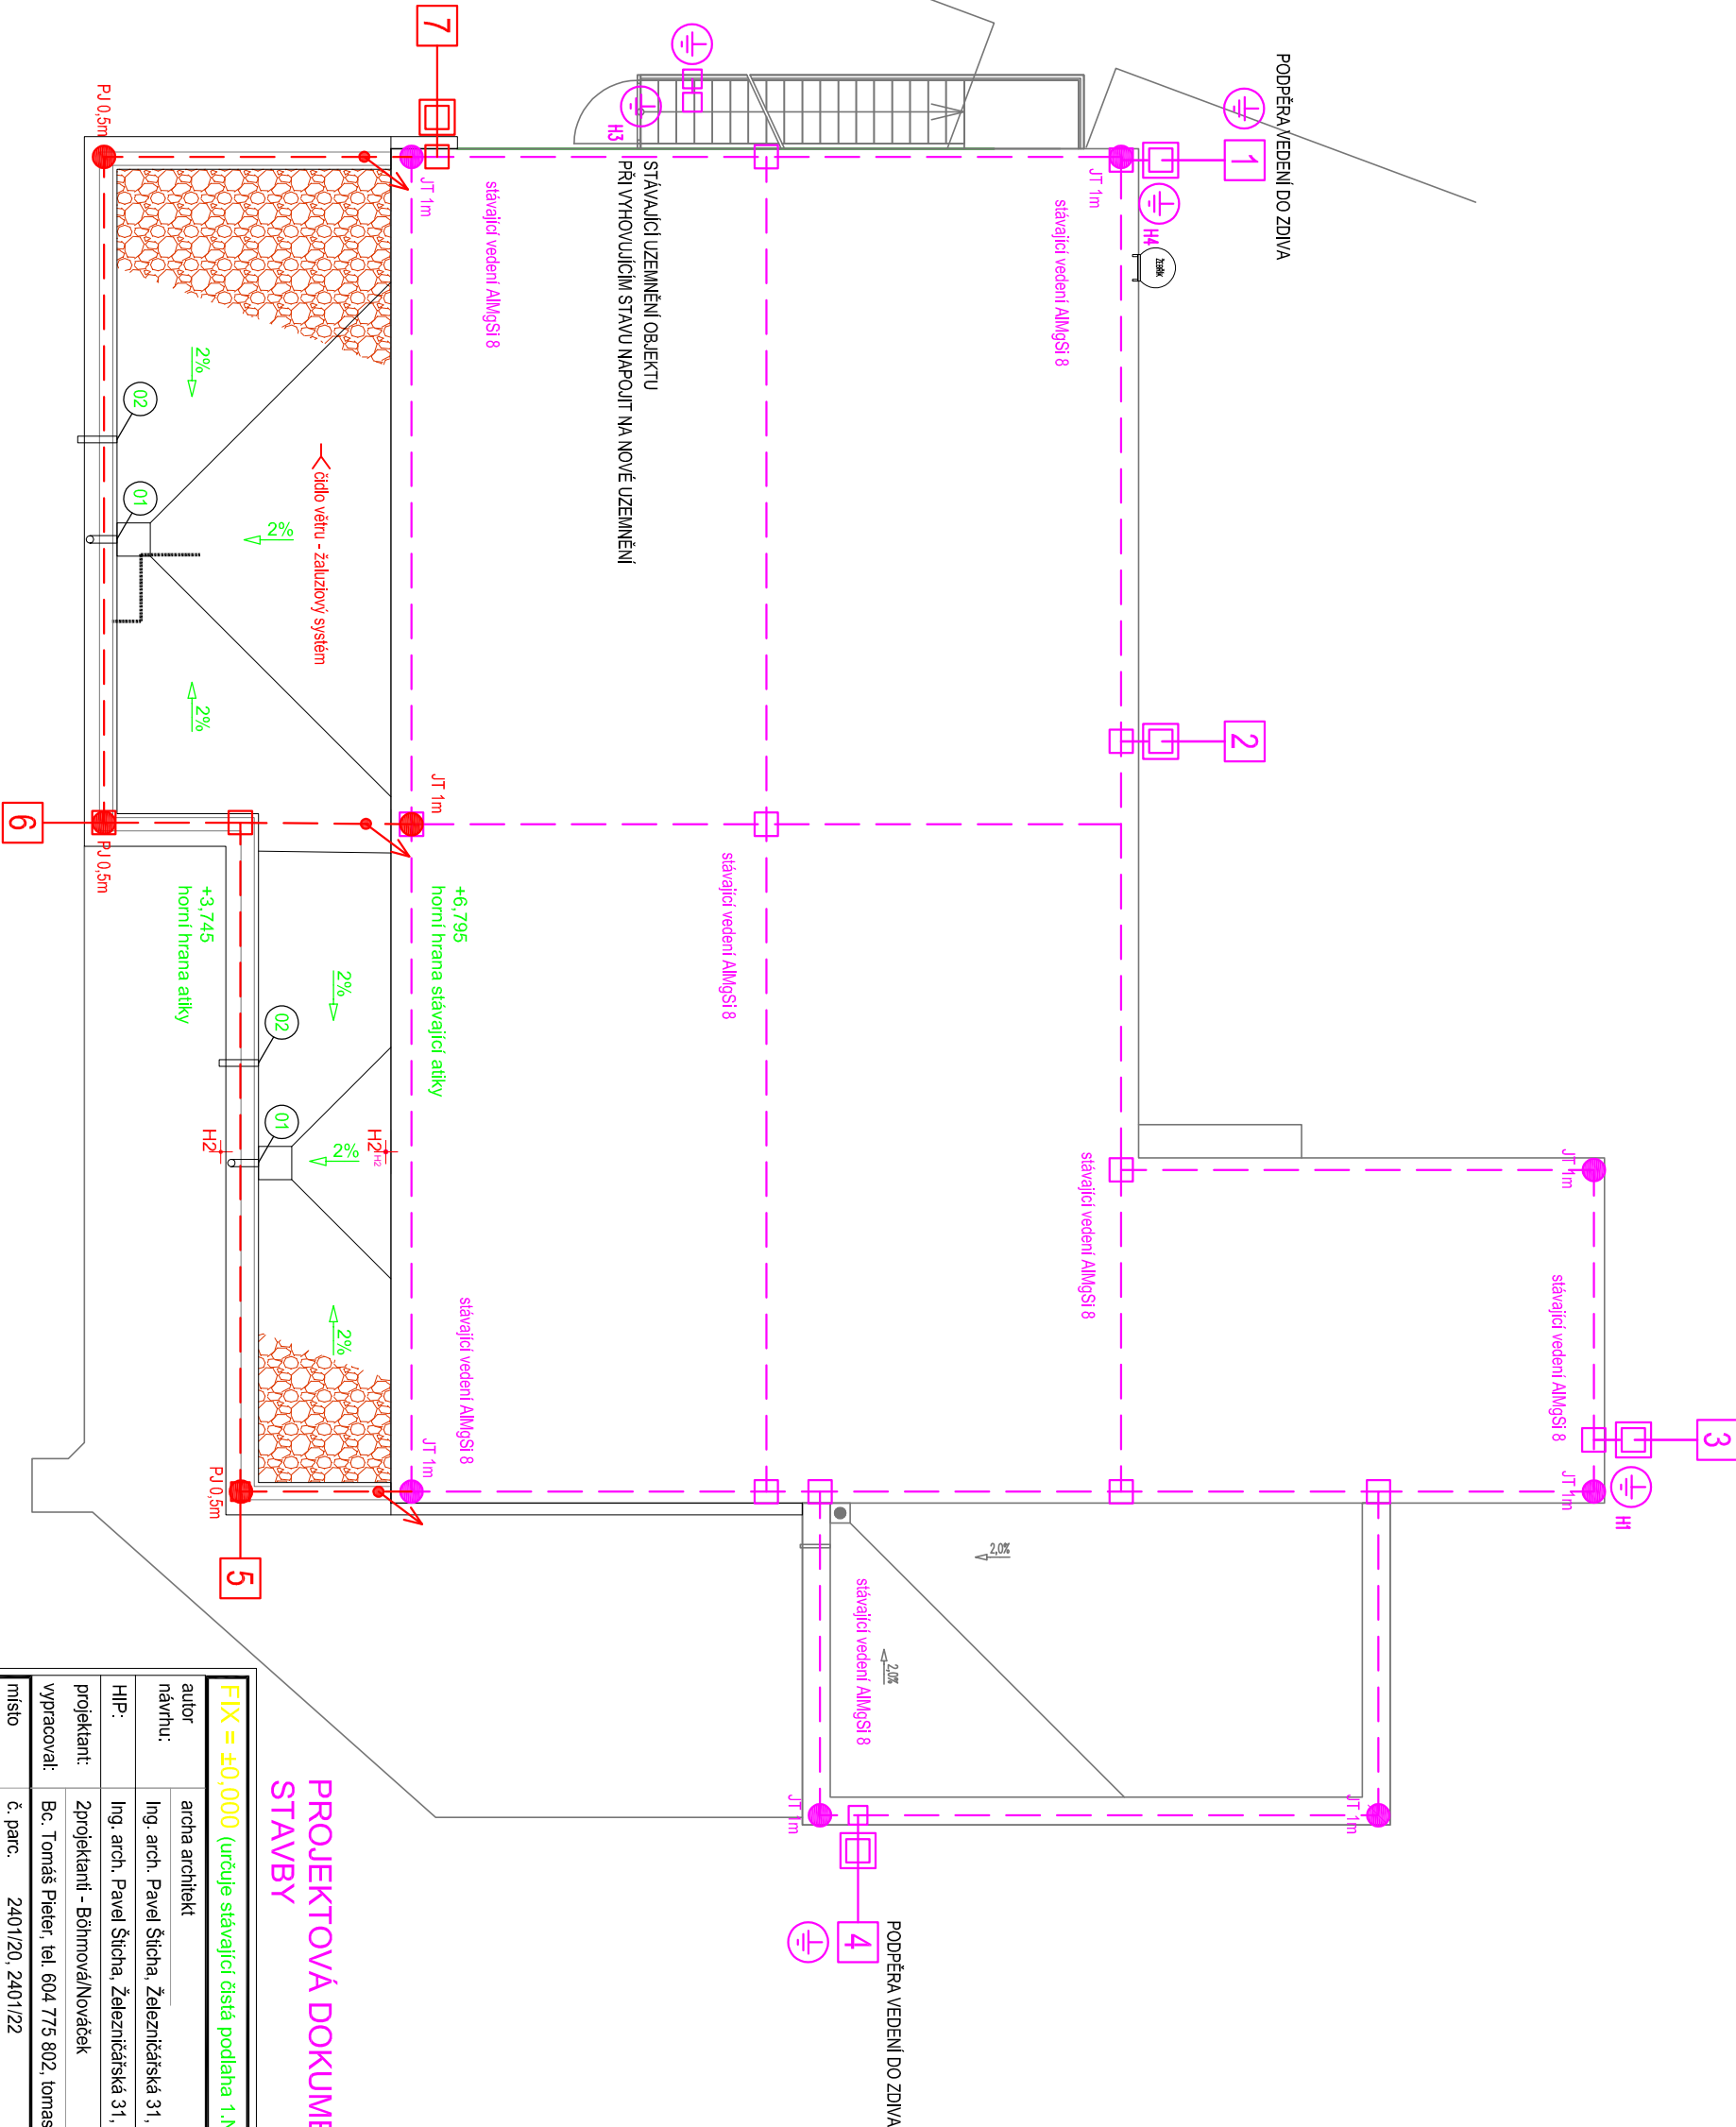 PODPĚRA VEDENÍ DO ZDIVA
1
2
3
H4
H1
ŽEBŘÍK
JT 1m
stávající vedení AlMgSi 8
JT 1m
stávající vedení AlMgSi 8
JT 1m
stávající vedení AlMgSi 8
7
H3
STÁVAJÍCÍ UZEMNĚNÍ OBJEKTU
PŘI VYHOVUJÍCÍM STAVU NAPOJIT NA NOVÉ UZEMNĚNÍ
stávající vedení AlMgSi 8
2,0%
2,0%
stávající vedení AlMgSi 8
JT 1m
JT 1m
4
PODPĚRA VEDENÍ DO ZDIVA
stávající vedení AlMgSi 8
JT 1m
JT 1m
+6,795
horní hrana stávající atiky
stávající vedení AlMgSi 8
JT 1m
čidlo větru - žaluziový systém
2%
2%
2%
02
01
PJ 0,5m
PJ 0,5m
6
+3,745
horní hrana atiky
2%
2%
2%
02
01
H2
H2
H2
PJ 0,5m
5
PROJEKTOVÁ DOKUME
STAVBY
FIX = ±0,000 (určuje stávající čistá podlaha 1.N
autor
návrhu:
archa architekt
Ing. arch. Pavel Šticha, Železničářská 31,
HIP:
Ing. arch. Pavel Šticha, Železničářská 31,
projektant:
2projektanti - Böhmová/Nováček
vypracoval:
Bc. Tomáš Pieter, tel. 604 775 802, tomas
místo
č. parc. 2401/20, 2401/22